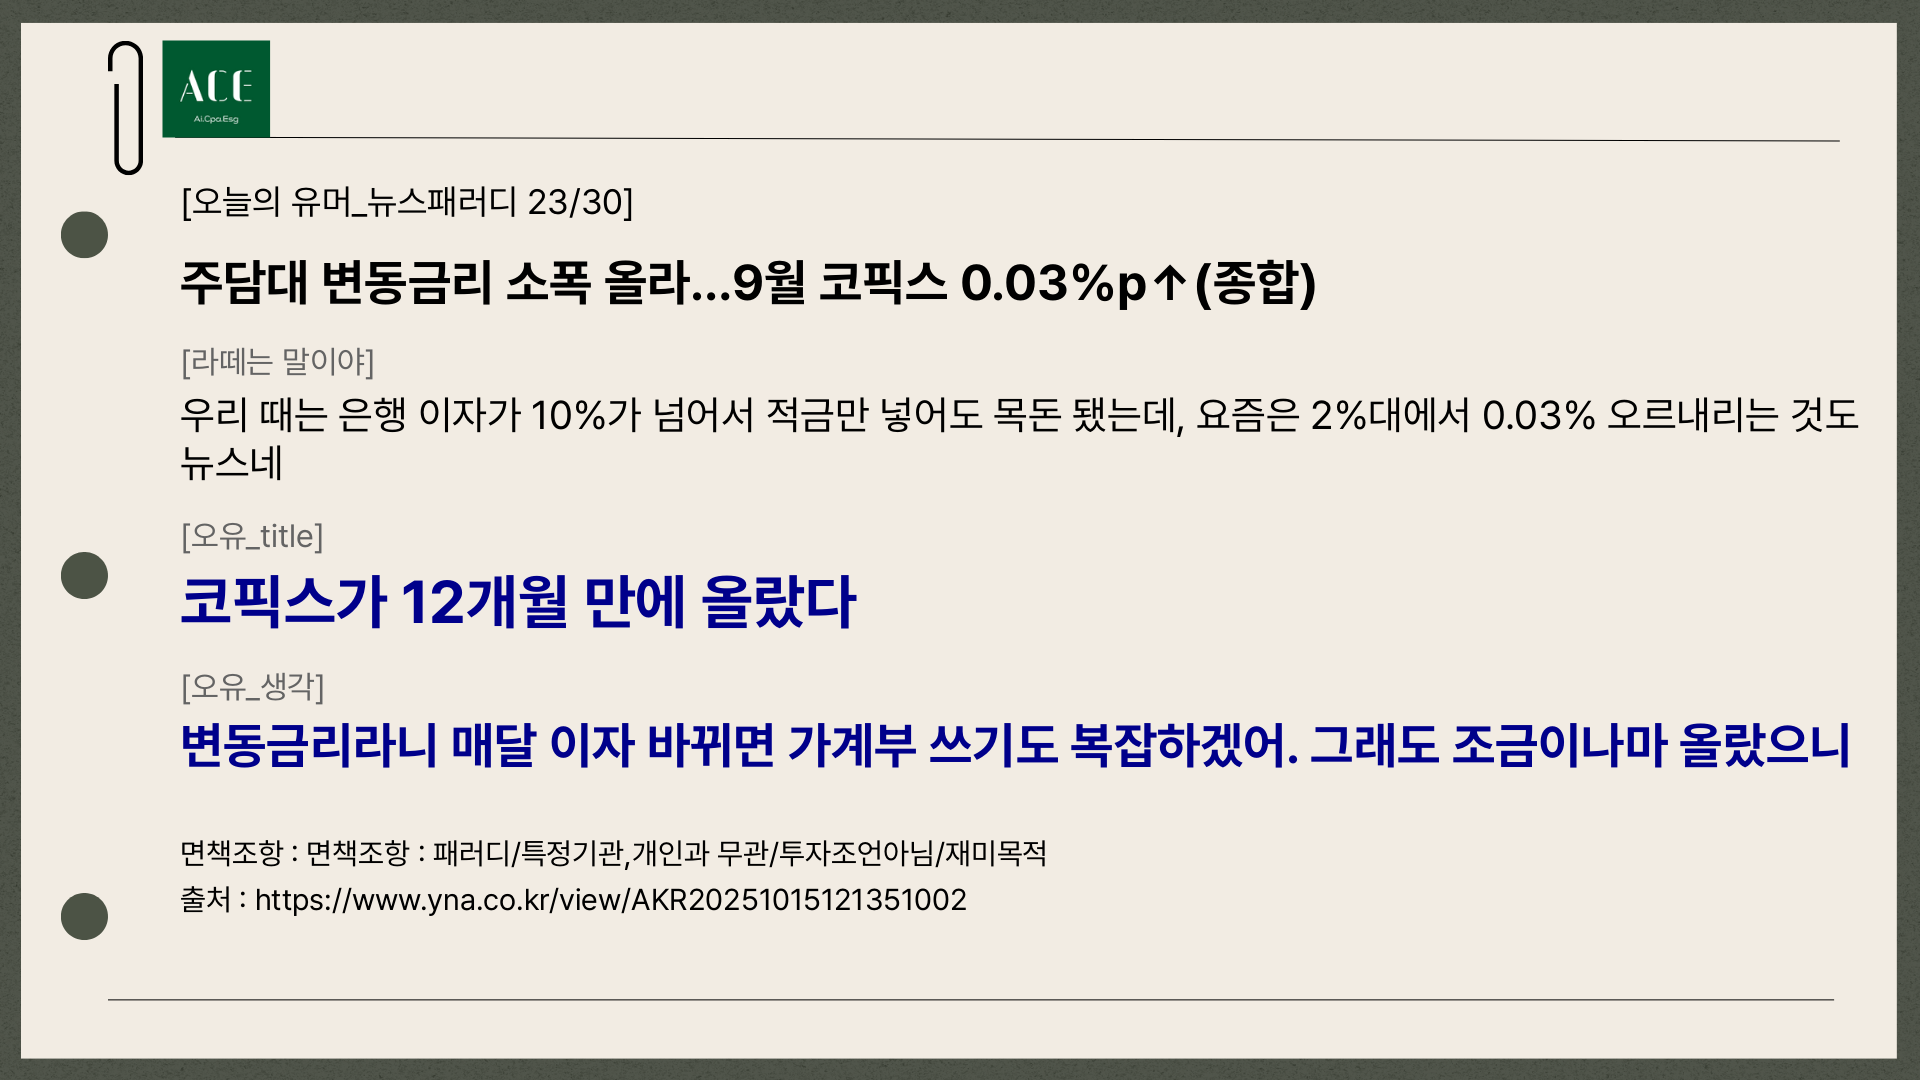 ACE
Ai.Cpa.Esg
[오늘의 유머_뉴스패러디 23/30]
주담대 변동금리 소폭 올라...9월 코픽스 0.03%p↑(종합)
[라떼는 말이야]
우리 때는 은행 이자가 10%가 넘어서 적금만 넣어도 목돈 됐는데, 요즘은 2%대에서 0.03% 오르내리는 것도
뉴스네
[오유_title]
코픽스가 12개월 만에 올랐다
[오유_생각]
변동금리라니 매달 이자 바뀌면 가계부 쓰기도 복잡하겠어. 그래도 조금이나마 올랐으니
면책조항 : 면책조항 : 패러디/특정기관,개인과 무관/투자조언아님/재미목적
출처 : https://www.yna.co.kr/view/AKR20251015121351002